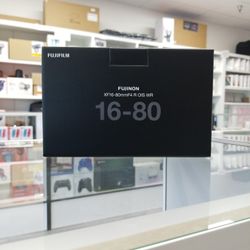 FUJIFILM
FUJINON
XF16-80mmF4 R OIS WR
16-80